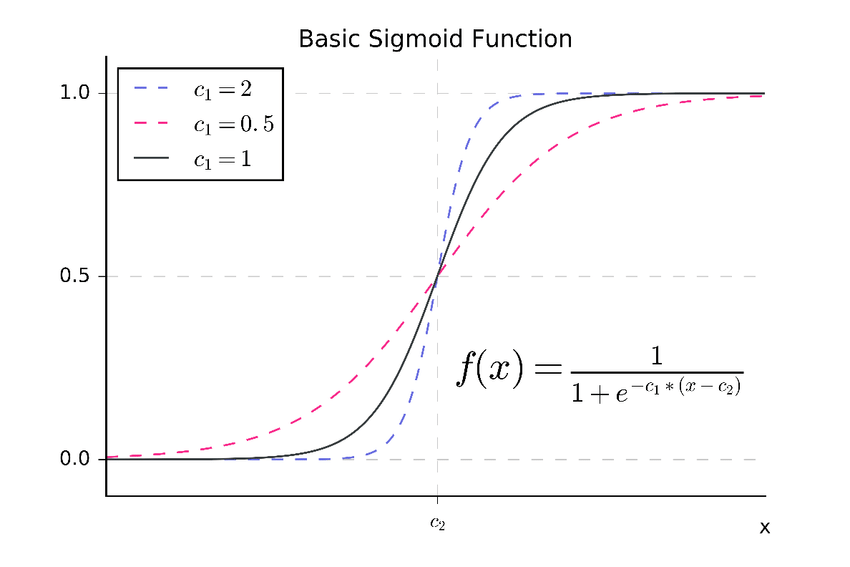 Basic Sigmoid Function
1.0
0.5
0.0
c₁ = 2
c₁ = 0.5
c₁ = 1
f(x) = 1 / (1 + e^(−c₁*(x−c₂)))
c₂
x